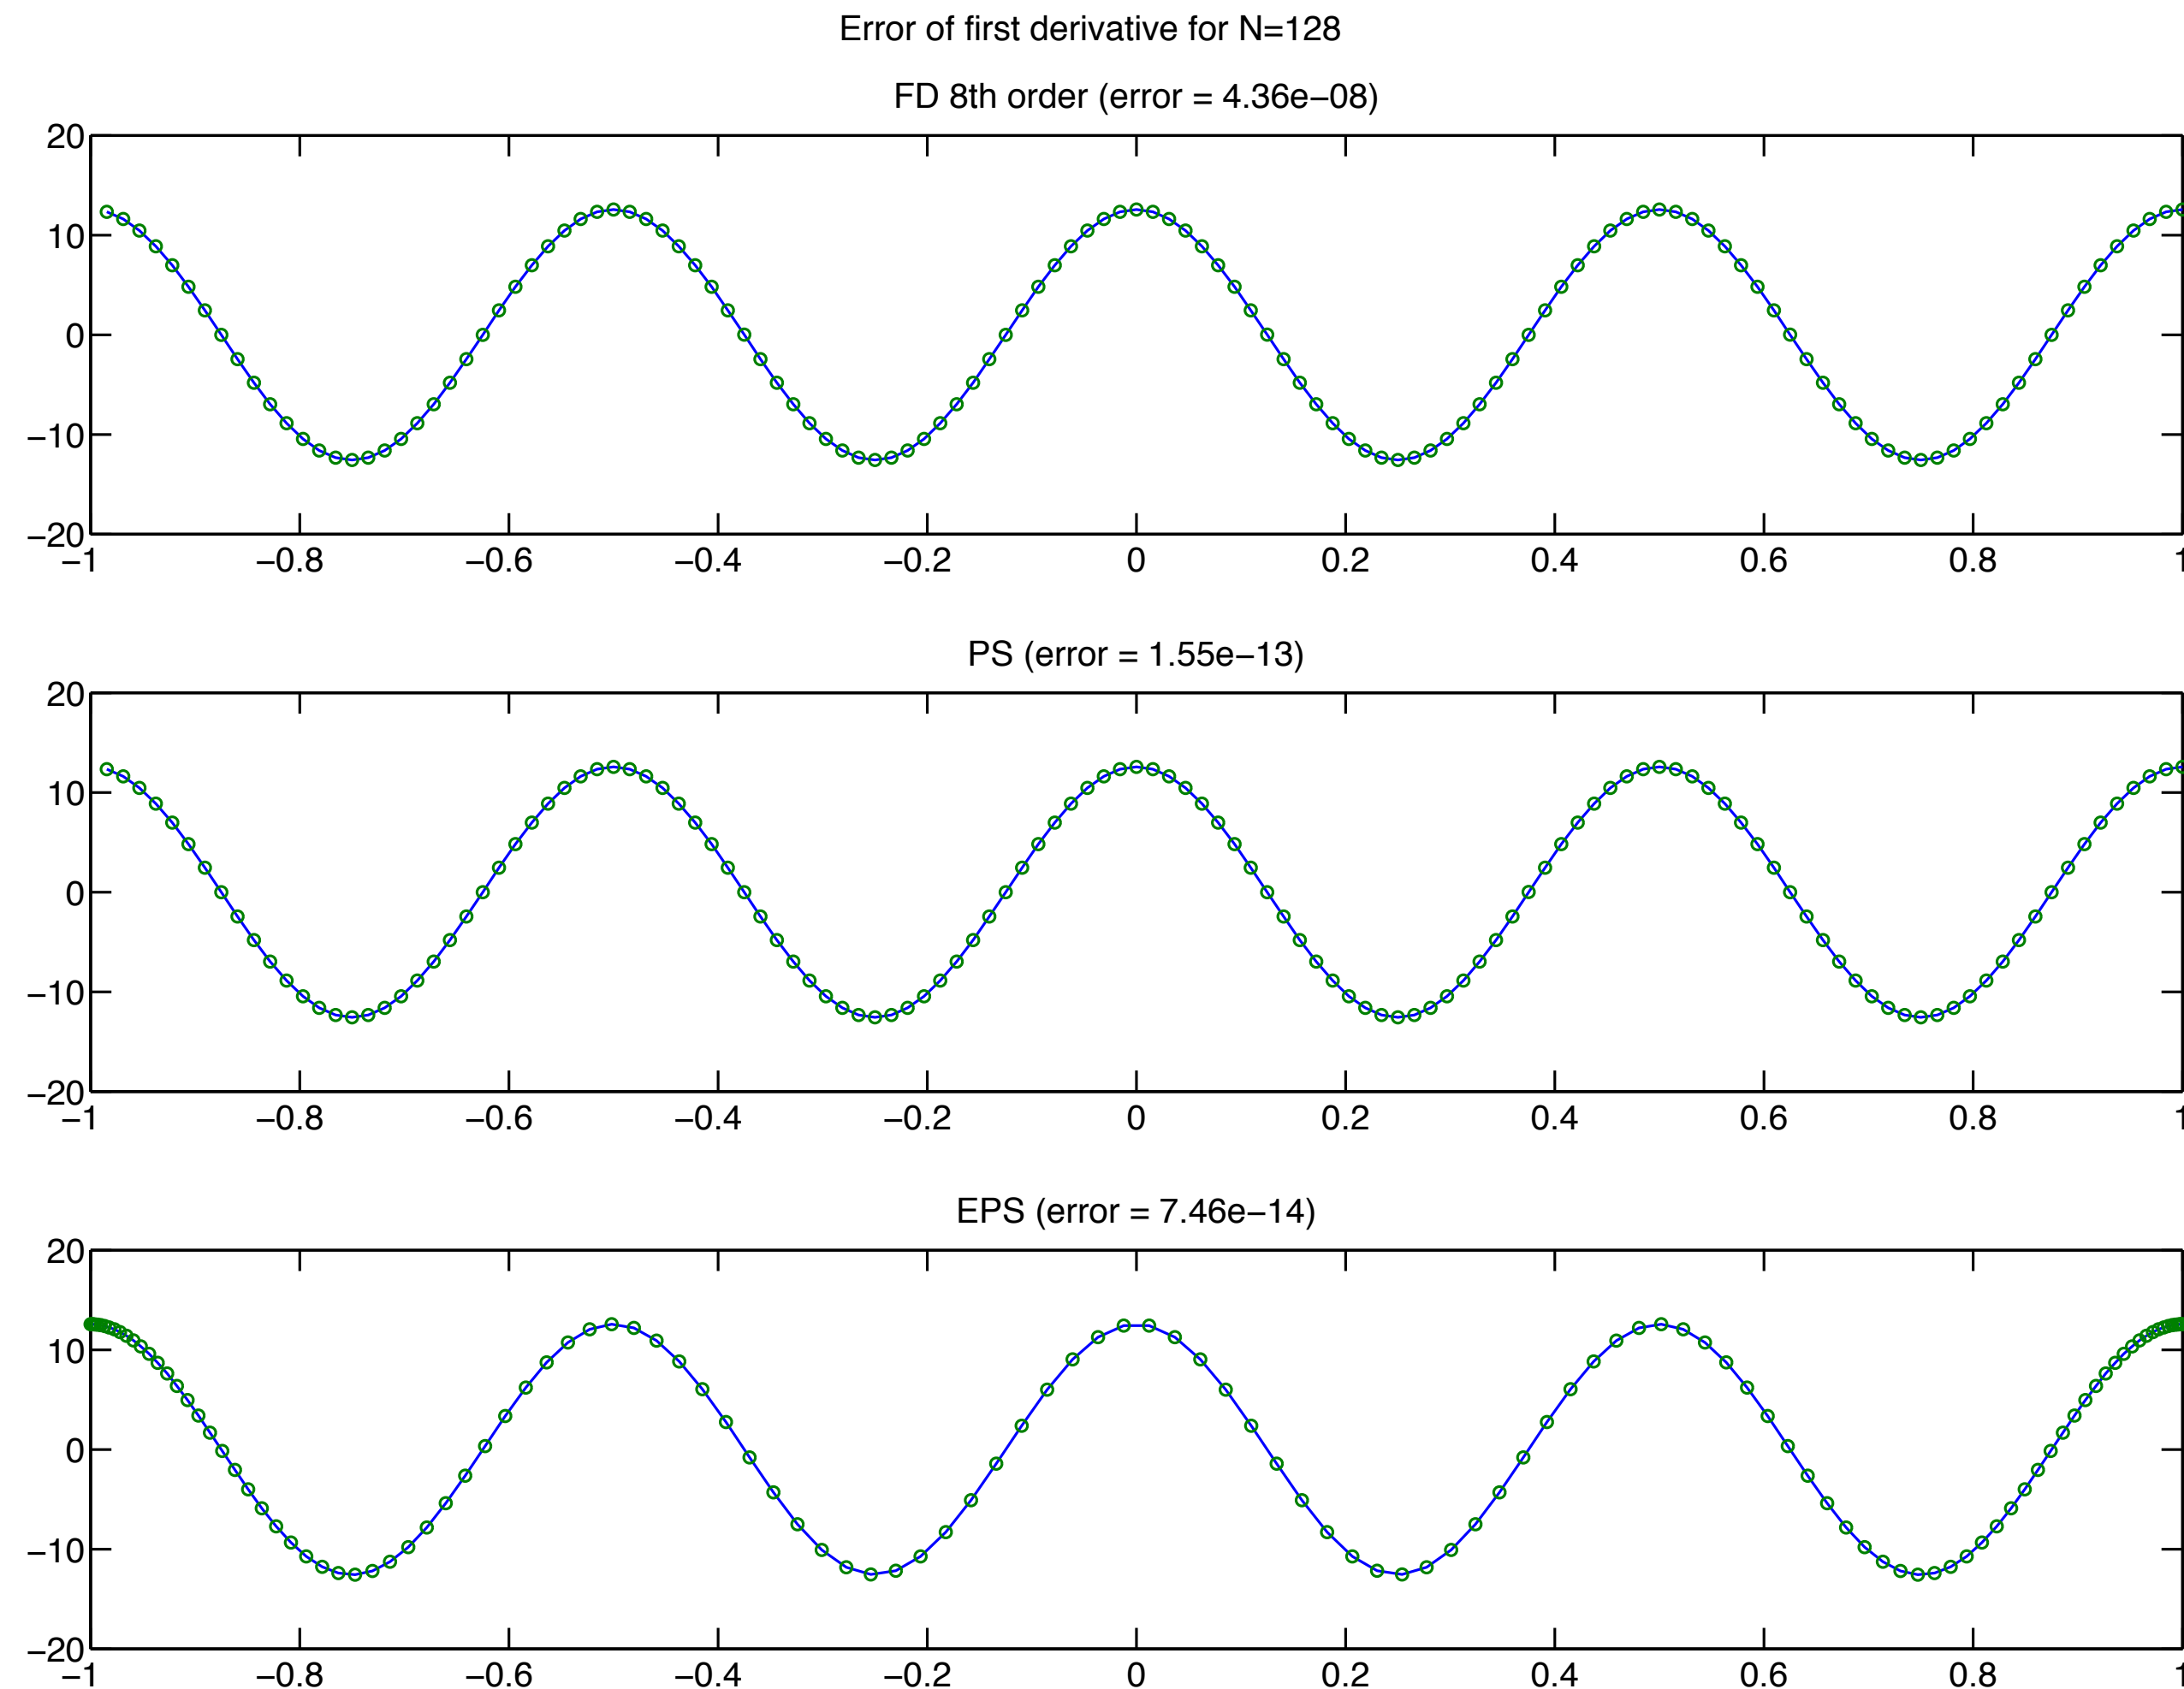 Error of first derivative for N=128
FD 8th order (error = 4.36e−08)
20
10
0
−10
−20
−1 −0.8 −0.6 −0.4 −0.2 0 0.2 0.4 0.6 0.8 1
PS (error = 1.55e−13)
20
10
0
−10
−20
−1 −0.8 −0.6 −0.4 −0.2 0 0.2 0.4 0.6 0.8 1
EPS (error = 7.46e−14)
20
10
0
−10
−20
−1 −0.8 −0.6 −0.4 −0.2 0 0.2 0.4 0.6 0.8 1